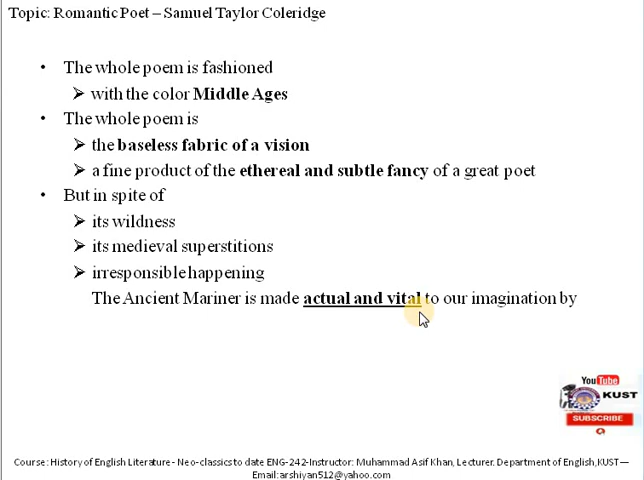 Topic: Romantic Poet – Samuel Taylor Coleridge
• The whole poem is fashioned
➢ with the color Middle Ages
• The whole poem is
➢ the baseless fabric of a vision
➢ a fine product of the ethereal and subtle fancy of a great poet
• But in spite of
➢ its wildness
➢ its medieval superstitions
➢ irresponsible happening
The Ancient Mariner is made actual and vital to our imagination by
YouTube
KUST
SUBSCRIBE
Course: History of English Literature - Neo-classics to date ENG-242-Instructor: Muhammad Asif Khan, Lecturer. Department of English,KUST—
Email:arshiyan512@yahoo.com